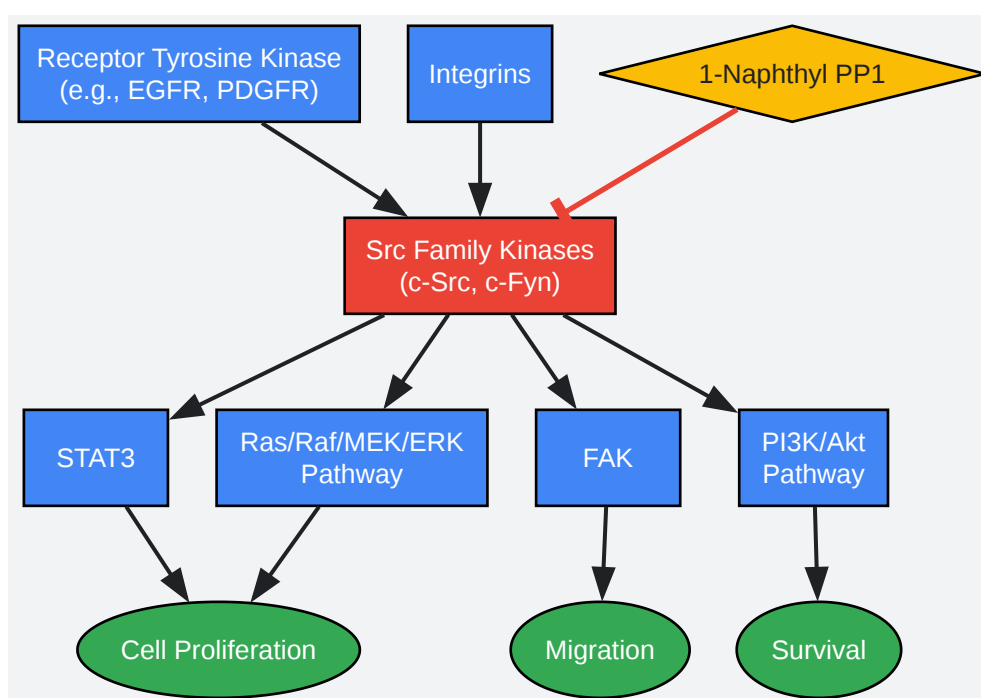 Receptor Tyrosine Kinase
(e.g., EGFR, PDGFR)
Integrins
1-Naphthyl PP1
Src Family Kinases
(c-Src, c-Fyn)
STAT3
Ras/Raf/MEK/ERK
Pathway
FAK
PI3K/Akt
Pathway
Cell Proliferation
Migration
Survival